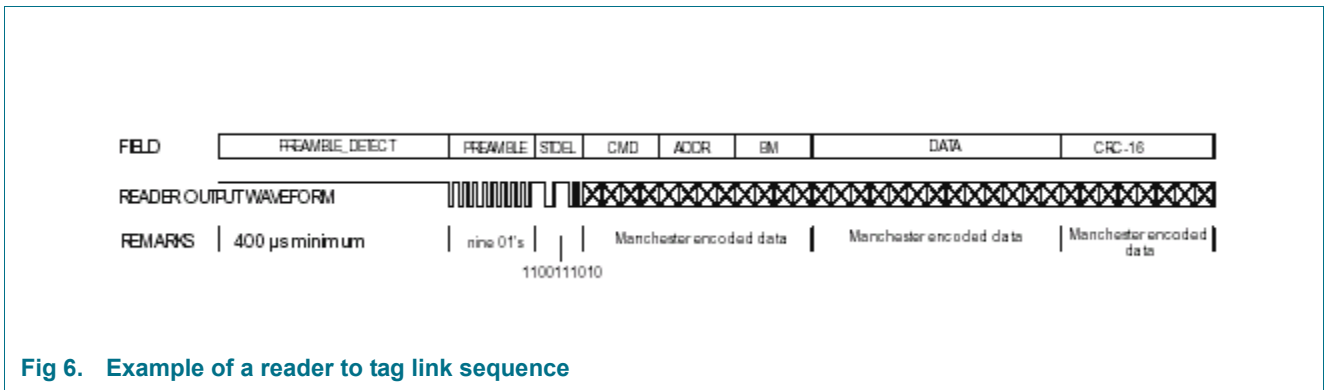 FIELD PREAMBLE_DETECT PREAMBLE STDEL CMD ADDR BM DATA CRC-16
READER OUTPUT WAVEFORM
REMARKS 400 µs minimum nine 01's Manchester encoded data Manchester encoded data Manchester encoded data
1100111010
Fig 6. Example of a reader to tag link sequence